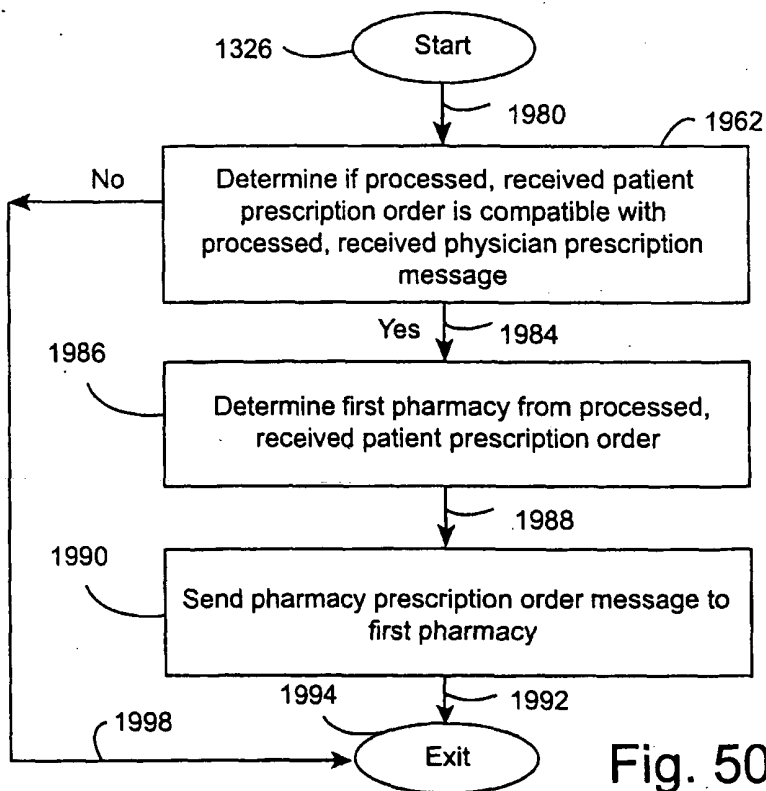 Start
1326
1980
1962
No
Determine if processed, received patient
prescription order is compatible with
processed, received physician prescription
message
Yes
1984
1986
Determine first pharmacy from processed,
received patient prescription order
1988
1990
Send pharmacy prescription order message to
first pharmacy
1994
1992
1998
Exit
Fig. 50